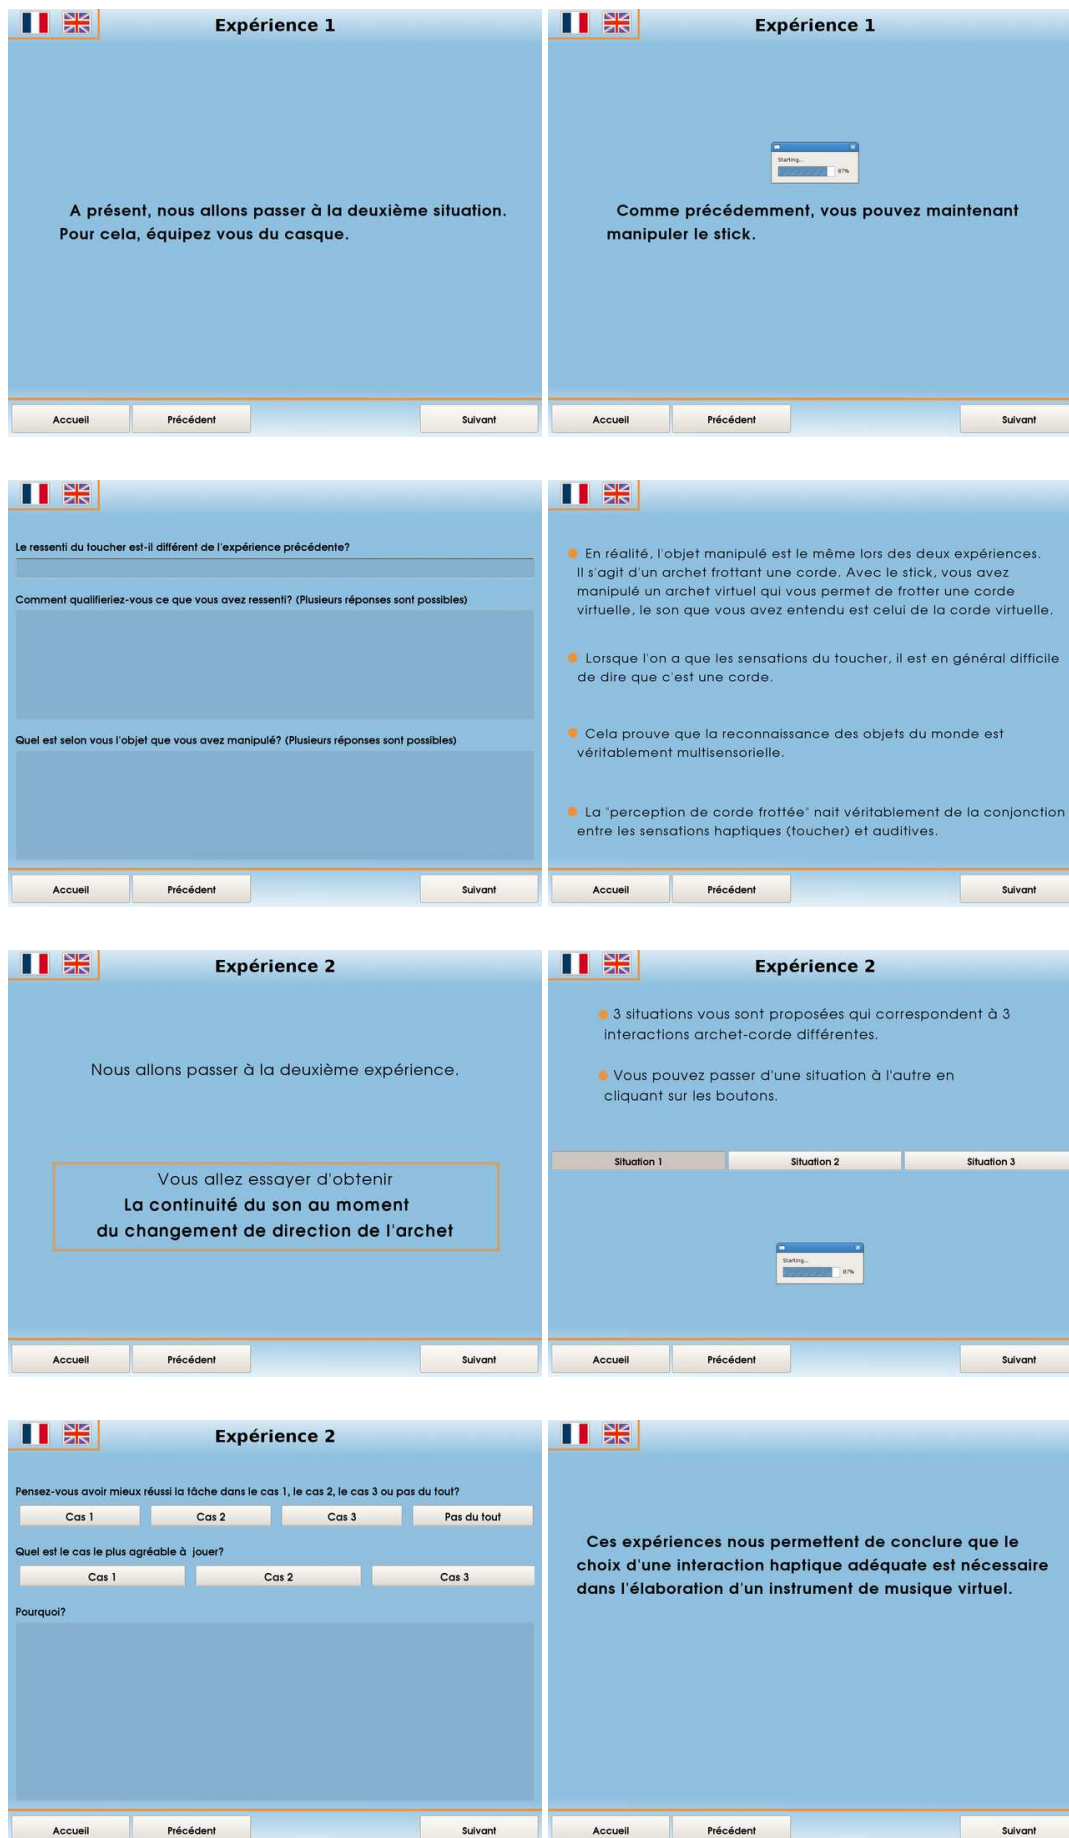 Expérience 1
A présent, nous allons passer à la deuxième situation.
Pour cela, équipez vous du casque.
Accueil
Précédent
Suivant
Expérience 1
Starting...
87%
Comme précédemment, vous pouvez maintenant
manipuler le stick.
Accueil
Précédent
Suivant
Le ressenti du toucher est-il différent de l'expérience précédente?
Comment qualifieriez-vous ce que vous avez ressenti? (Plusieurs réponses sont possibles)
Quel est selon vous l'objet que vous avez manipulé? (Plusieurs réponses sont possibles)
Accueil
Précédent
Suivant
En réalité, l'objet manipulé est le même lors des deux expériences.
Il s'agit d'un archet frottant une corde. Avec le stick, vous avez
manipulé un archet virtuel qui vous permet de frotter une corde
virtuelle, le son que vous avez entendu est celui de la corde virtuelle.
Lorsque l'on a que les sensations du toucher, il est en général difficile
de dire que c'est une corde.
Cela prouve que la reconnaissance des objets du monde est
véritablement multisensorielle.
La "perception de corde frottée" nait véritablement de la conjonction
entre les sensations haptiques (toucher) et auditives.
Accueil
Précédent
Suivant
Expérience 2
Nous allons passer à la deuxième expérience.
Vous allez essayer d'obtenir
La continuité du son au moment
du changement de direction de l'archet
Accueil
Précédent
Suivant
Expérience 2
3 situations vous sont proposées qui correspondent à 3
interactions archet-corde différentes.
Vous pouvez passer d'une situation à l'autre en
cliquant sur les boutons.
Situation 1
Situation 2
Situation 3
Starting...
87%
Accueil
Précédent
Suivant
Expérience 2
Pensez-vous avoir mieux réussi la tâche dans le cas 1, le cas 2, le cas 3 ou pas du tout?
Cas 1
Cas 2
Cas 3
Pas du tout
Quel est le cas le plus agréable à jouer?
Cas 1
Cas 2
Cas 3
Pourquoi?
Accueil
Précédent
Suivant
Ces expériences nous permettent de conclure que le
choix d'une interaction haptique adéquate est nécessaire
dans l'élaboration d'un instrument de musique virtuel.
Accueil
Précédent
Suivant